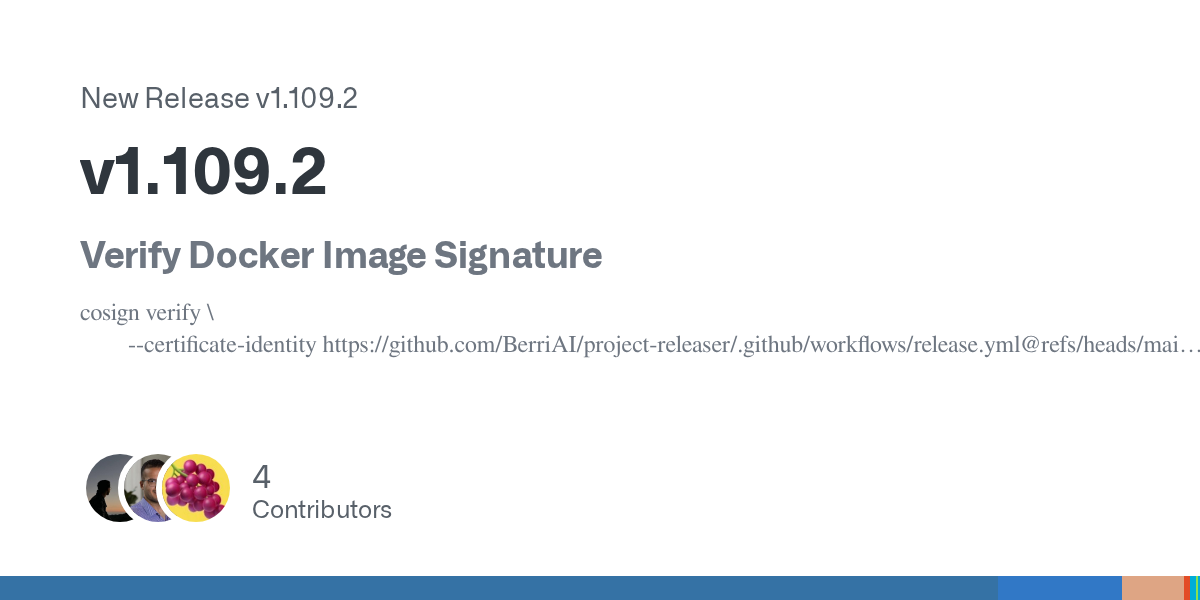 New Release v1.109.2
v1.109.2
Verify Docker Image Signature
cosign verify \
--certificate-identity https://github.com/BerriAI/project-releaser/.github/workflows/release.yml@refs/heads/mai…
4
Contributors